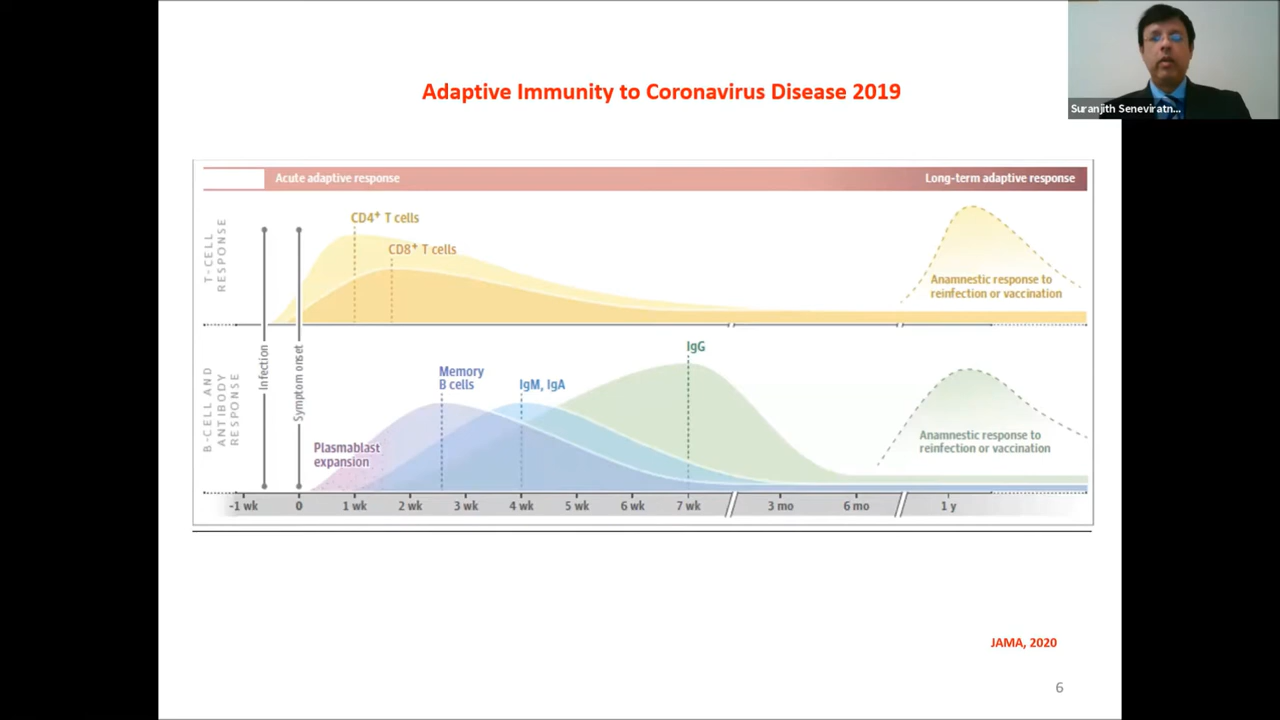 Suranjith Seneviratn...
Adaptive Immunity to Coronavirus Disease 2019
Acute adaptive response
Long-term adaptive response
T-CELL
RESPONSE
CD4+ T cells
CD8+ T cells
Anamnestic response to
reinfection or vaccination
Infection
Symptom onset
B-CELL AND
ANTIBODY
RESPONSE
Plasmablast
expansion
Memory
B cells
IgM, IgA
IgG
Anamnestic response to
reinfection or vaccination
-1 wk 0 1 wk 2 wk 3 wk 4 wk 5 wk 6 wk 7 wk 3 mo 6 mo 1 y
JAMA, 2020
6